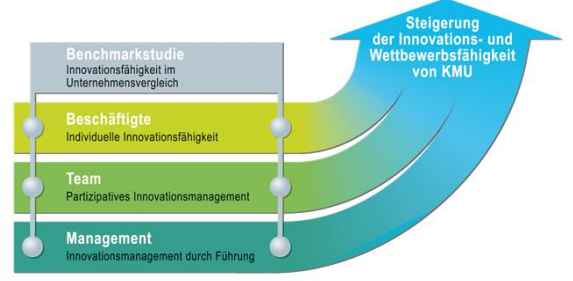 Steigerung
der Innovations- und
Wettbewerbsfähigkeit
von KMU
Benchmarkstudie
Innovationsfähigkeit im
Unternehmensvergleich
Beschäftigte
Individuelle Innovationsfähigkeit
Team
Partizipatives Innovationsmanagement
Management
Innovationsmanagement durch Führung